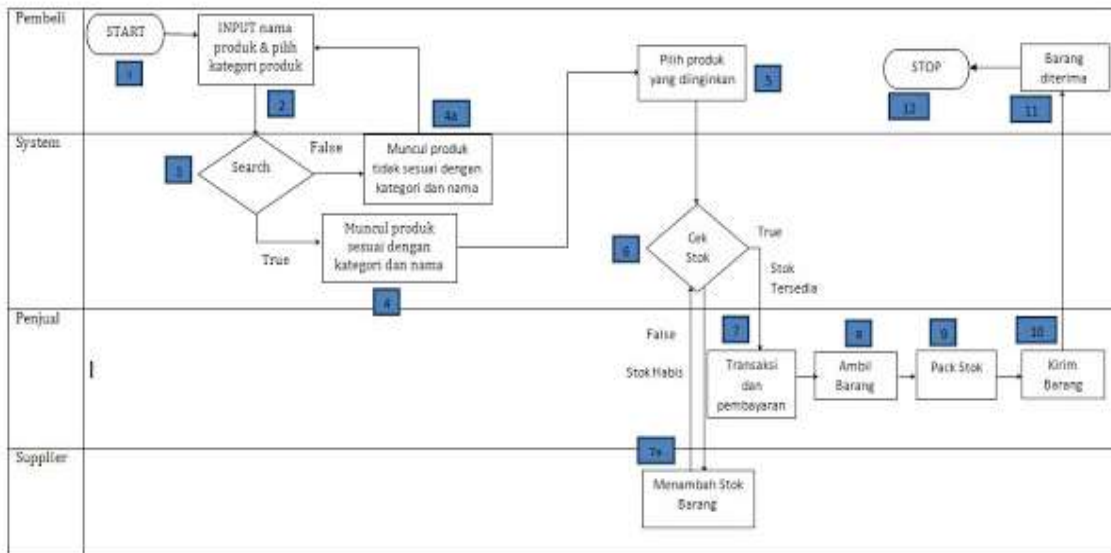 Pembeli
START
1
INPUT nama
produk & pilih
kategori produk
2
4a
Pilih produk
yang diinginkan
5
STOP
12
Barang
diterima
11
System
3
Search
False
True
Muncul produk
tidak sesuai dengan
kategori dan nama
Muncul produk
sesuai dengan
kategori dan nama
4
6
Cek
Stok
True
Stok
Tersedia
Penjual
False
Stok Habis
7
Transaksi
dan
pembayaran
8
Ambil
Barang
9
Pack Stok
10
Kirim
Barang
Supplier
7a
Menambah Stok
Barang